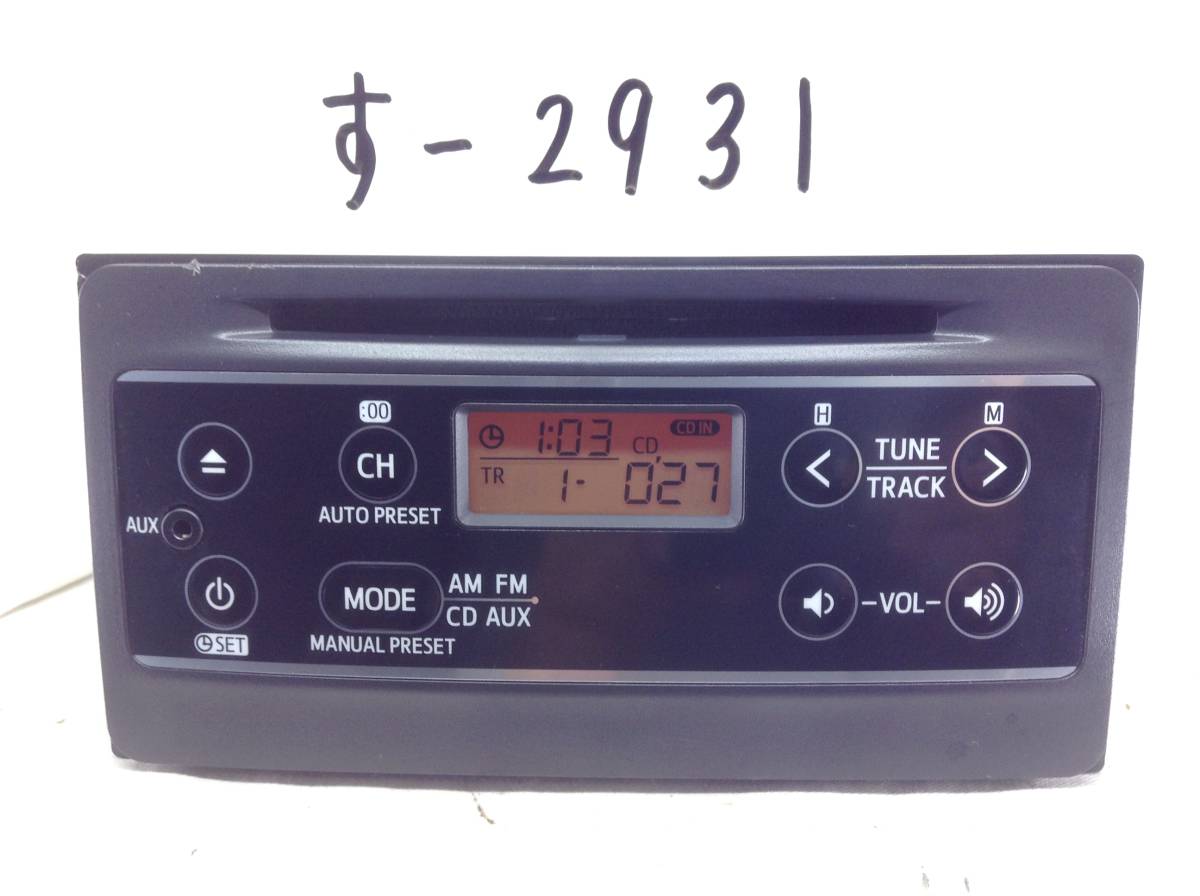 す-2931
:00
H
M
CH
1:03
CD
CD IN
TR
1-
0'27
TUNE
TRACK
AUTO PRESET
AUX
MODE
AM FM
CD AUX
-VOL-
SET
MANUAL PRESET